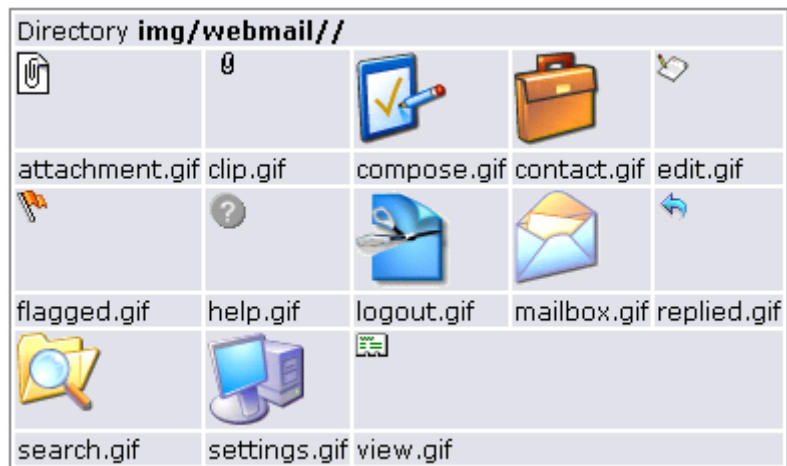 Directory img/webmail//
attachment.gif clip.gif compose.gif contact.gif edit.gif
flagged.gif help.gif logout.gif mailbox.gif replied.gif
search.gif settings.gif view.gif